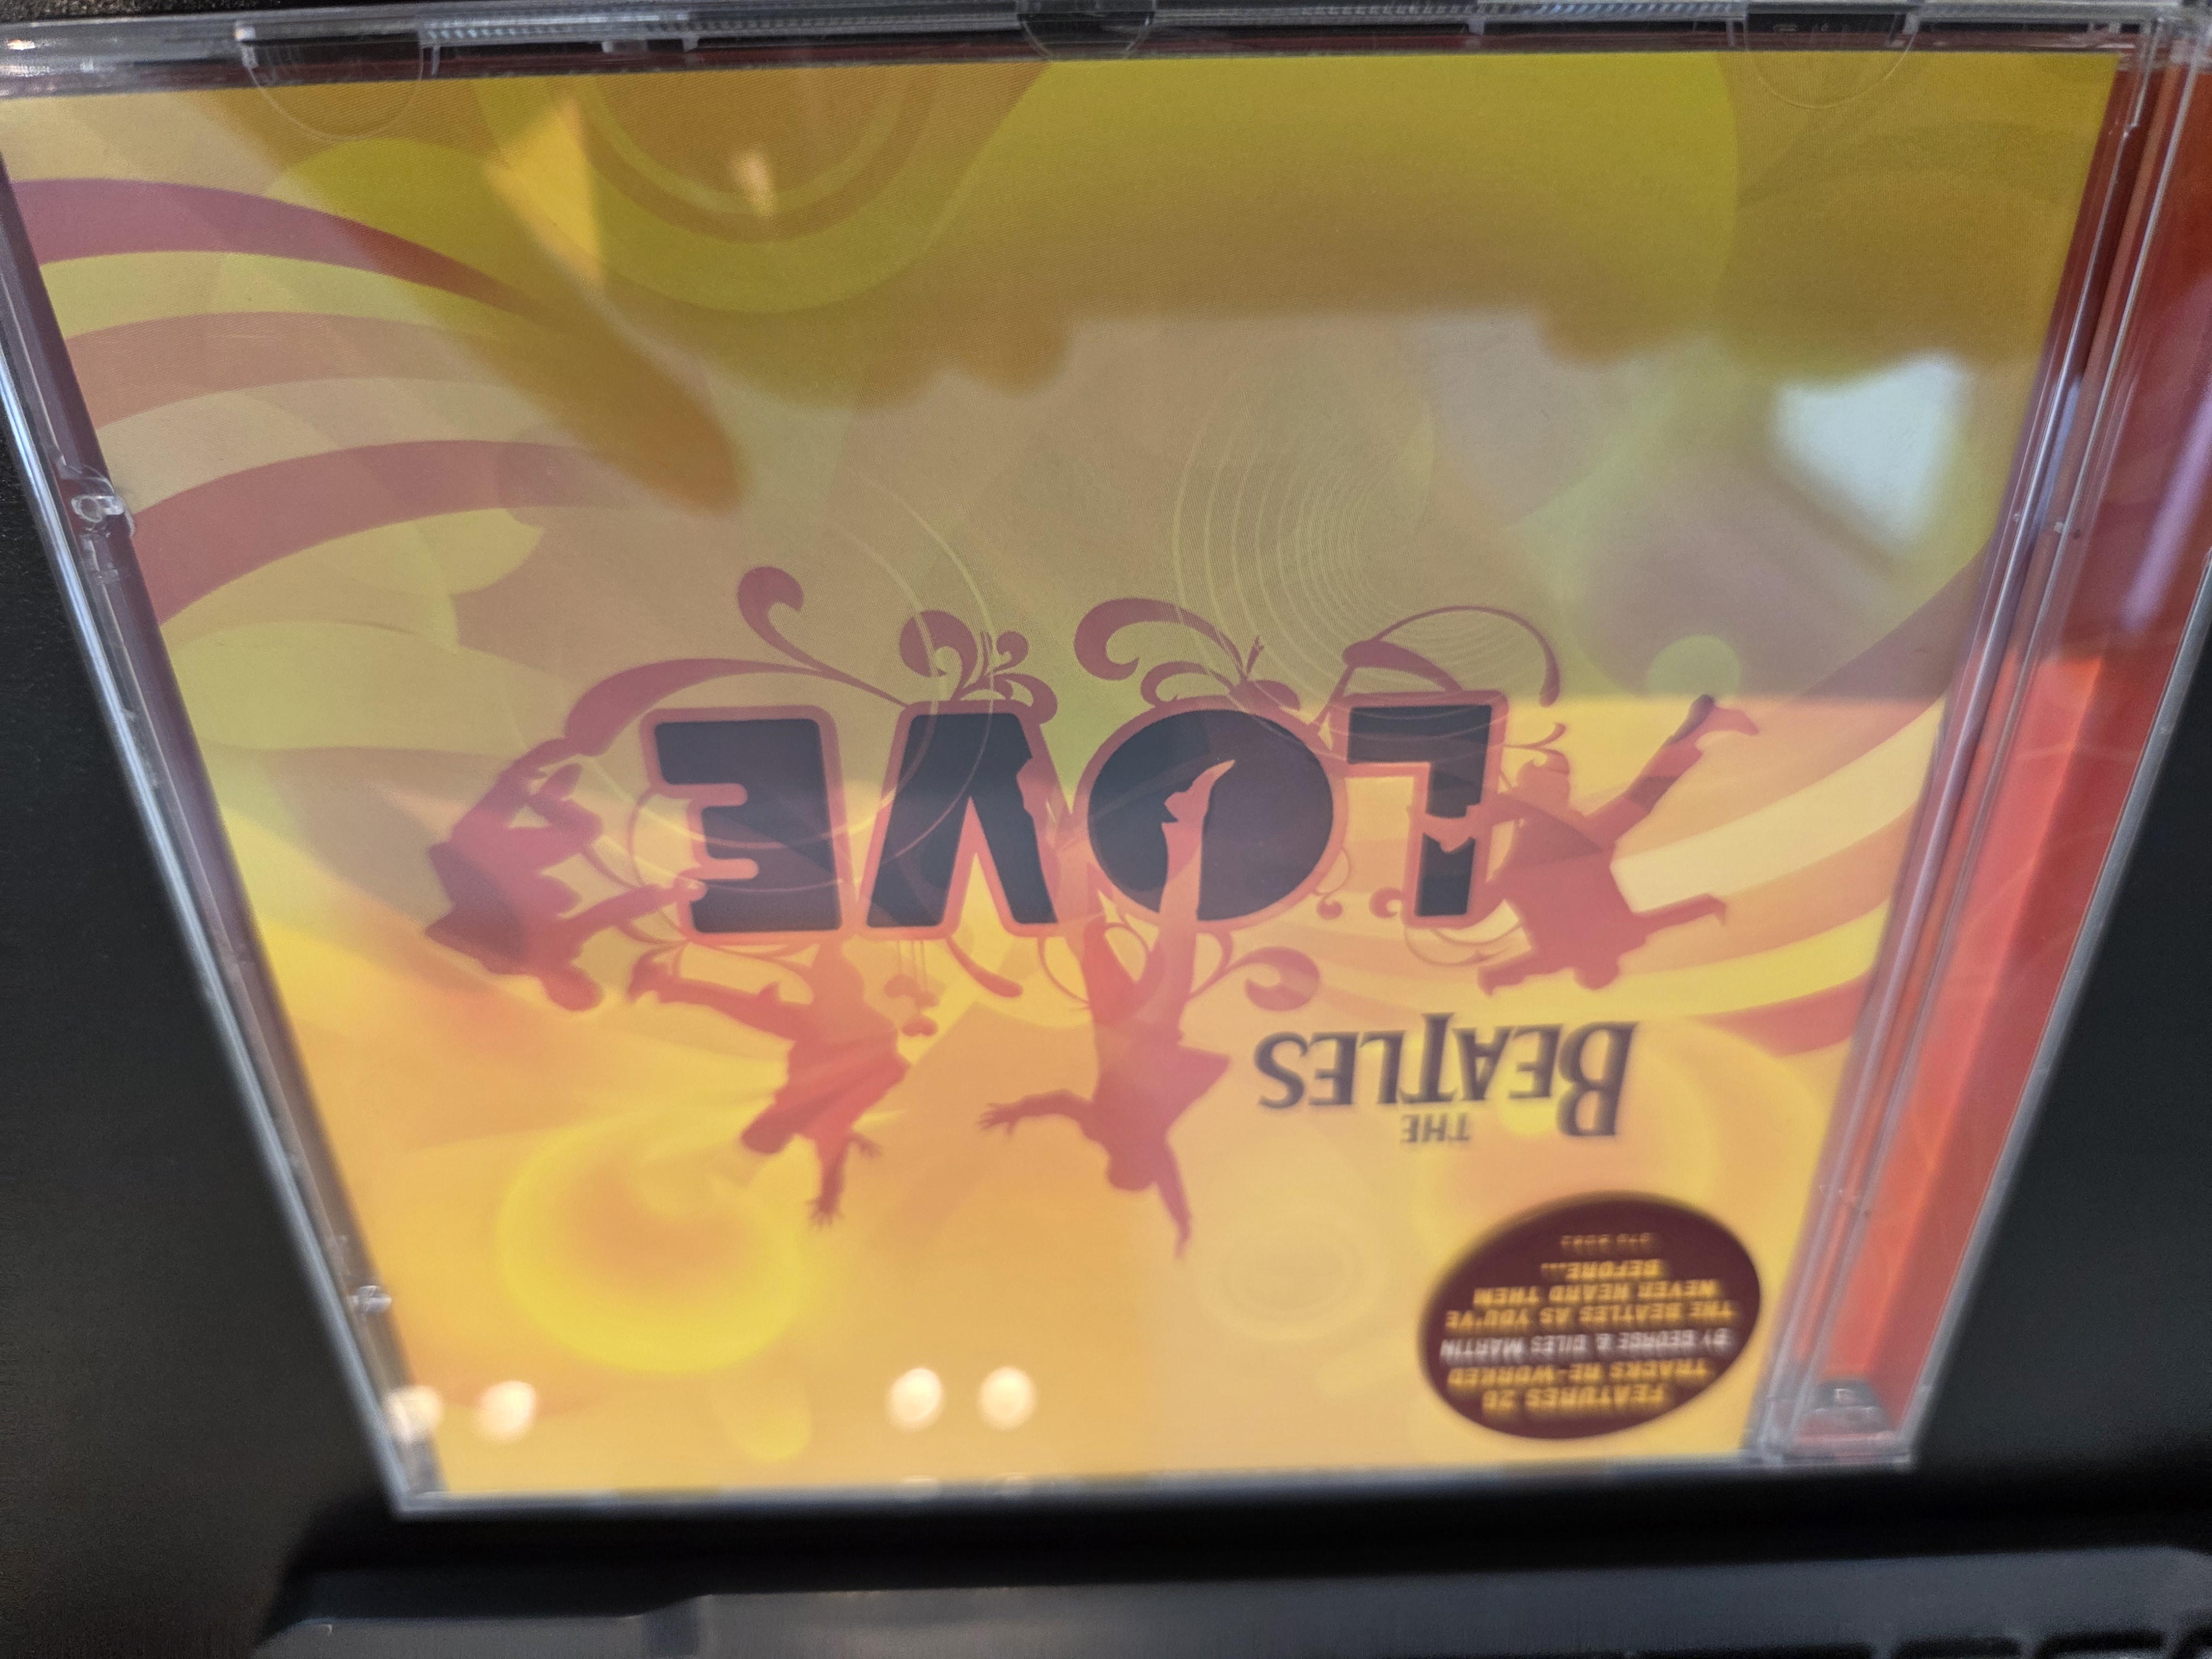 FEATURES 26
TRACKS RE-WORKED
BY GEORGE & GILES MARTIN
THE BEATLES AS YOU'VE
NEVER HEARD THEM
BEFORE...
THE
BEATLES
LOVE